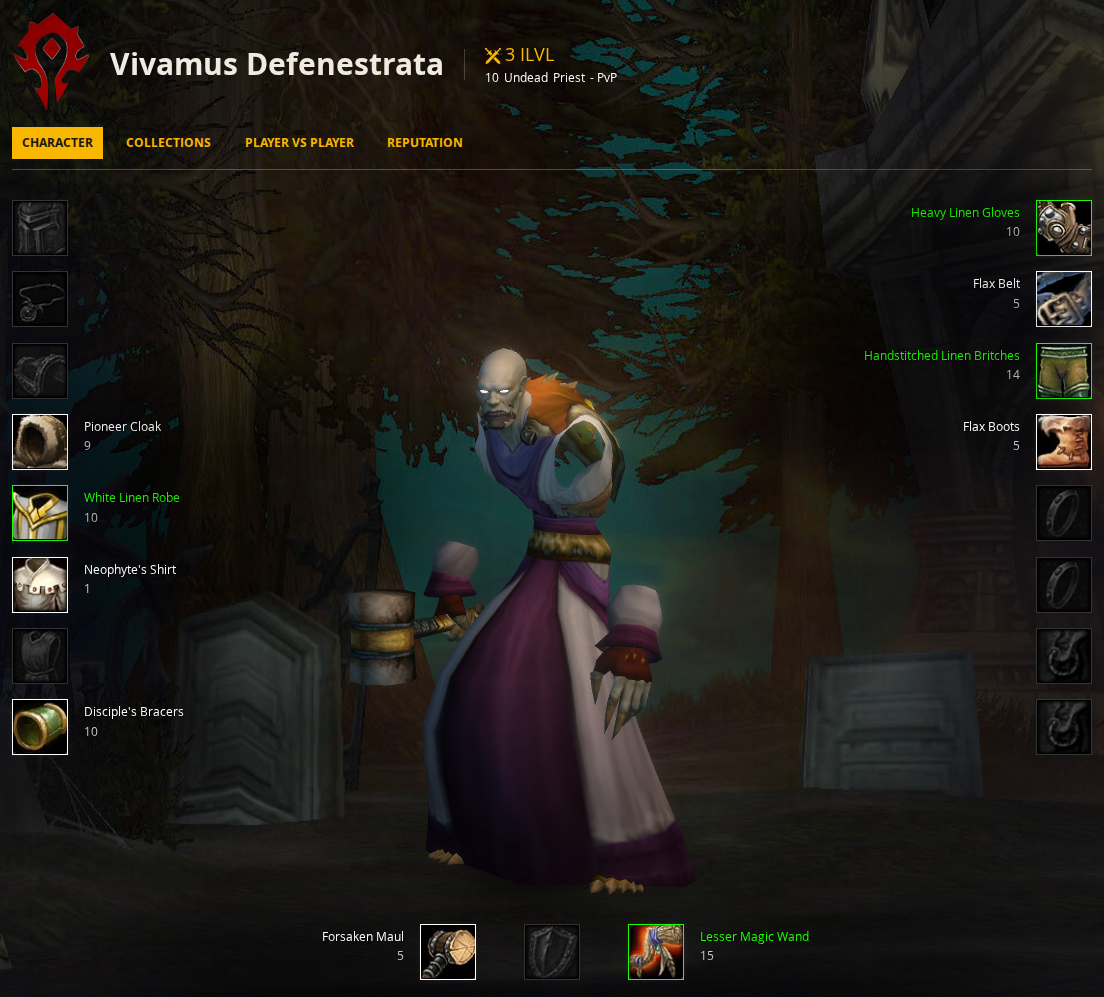 Vivamus Defenestrata
3 ILVL
10 Undead Priest - PvP
CHARACTER
COLLECTIONS
PLAYER VS PLAYER
REPUTATION
Pioneer Cloak
9
White Linen Robe
10
Neophyte's Shirt
1
Disciple's Bracers
10
Heavy Linen Gloves
10
Flax Belt
5
Handstitched Linen Britches
14
Flax Boots
5
Forsaken Maul
5
Lesser Magic Wand
15